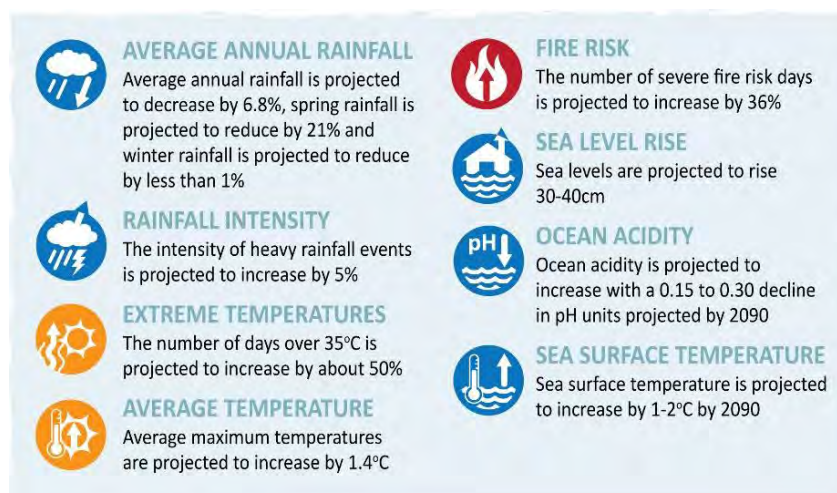 AVERAGE ANNUAL RAINFALL
Average annual rainfall is projected
to decrease by 6.8%, spring rainfall is
projected to reduce by 21% and
winter rainfall is projected to reduce
by less than 1%
RAINFALL INTENSITY
The intensity of heavy rainfall events
is projected to increase by 5%
EXTREME TEMPERATURES
The number of days over 35°C is
projected to increase by about 50%
AVERAGE TEMPERATURE
Average maximum temperatures
are projected to increase by 1.4°C
FIRE RISK
The number of severe fire risk days
is projected to increase by 36%
SEA LEVEL RISE
Sea levels are projected to rise
30-40cm
pH
OCEAN ACIDITY
Ocean acidity is projected to
increase with a 0.15 to 0.30 decline
in pH units projected by 2090
SEA SURFACE TEMPERATURE
Sea surface temperature is projected
to increase by 1-2°C by 2090